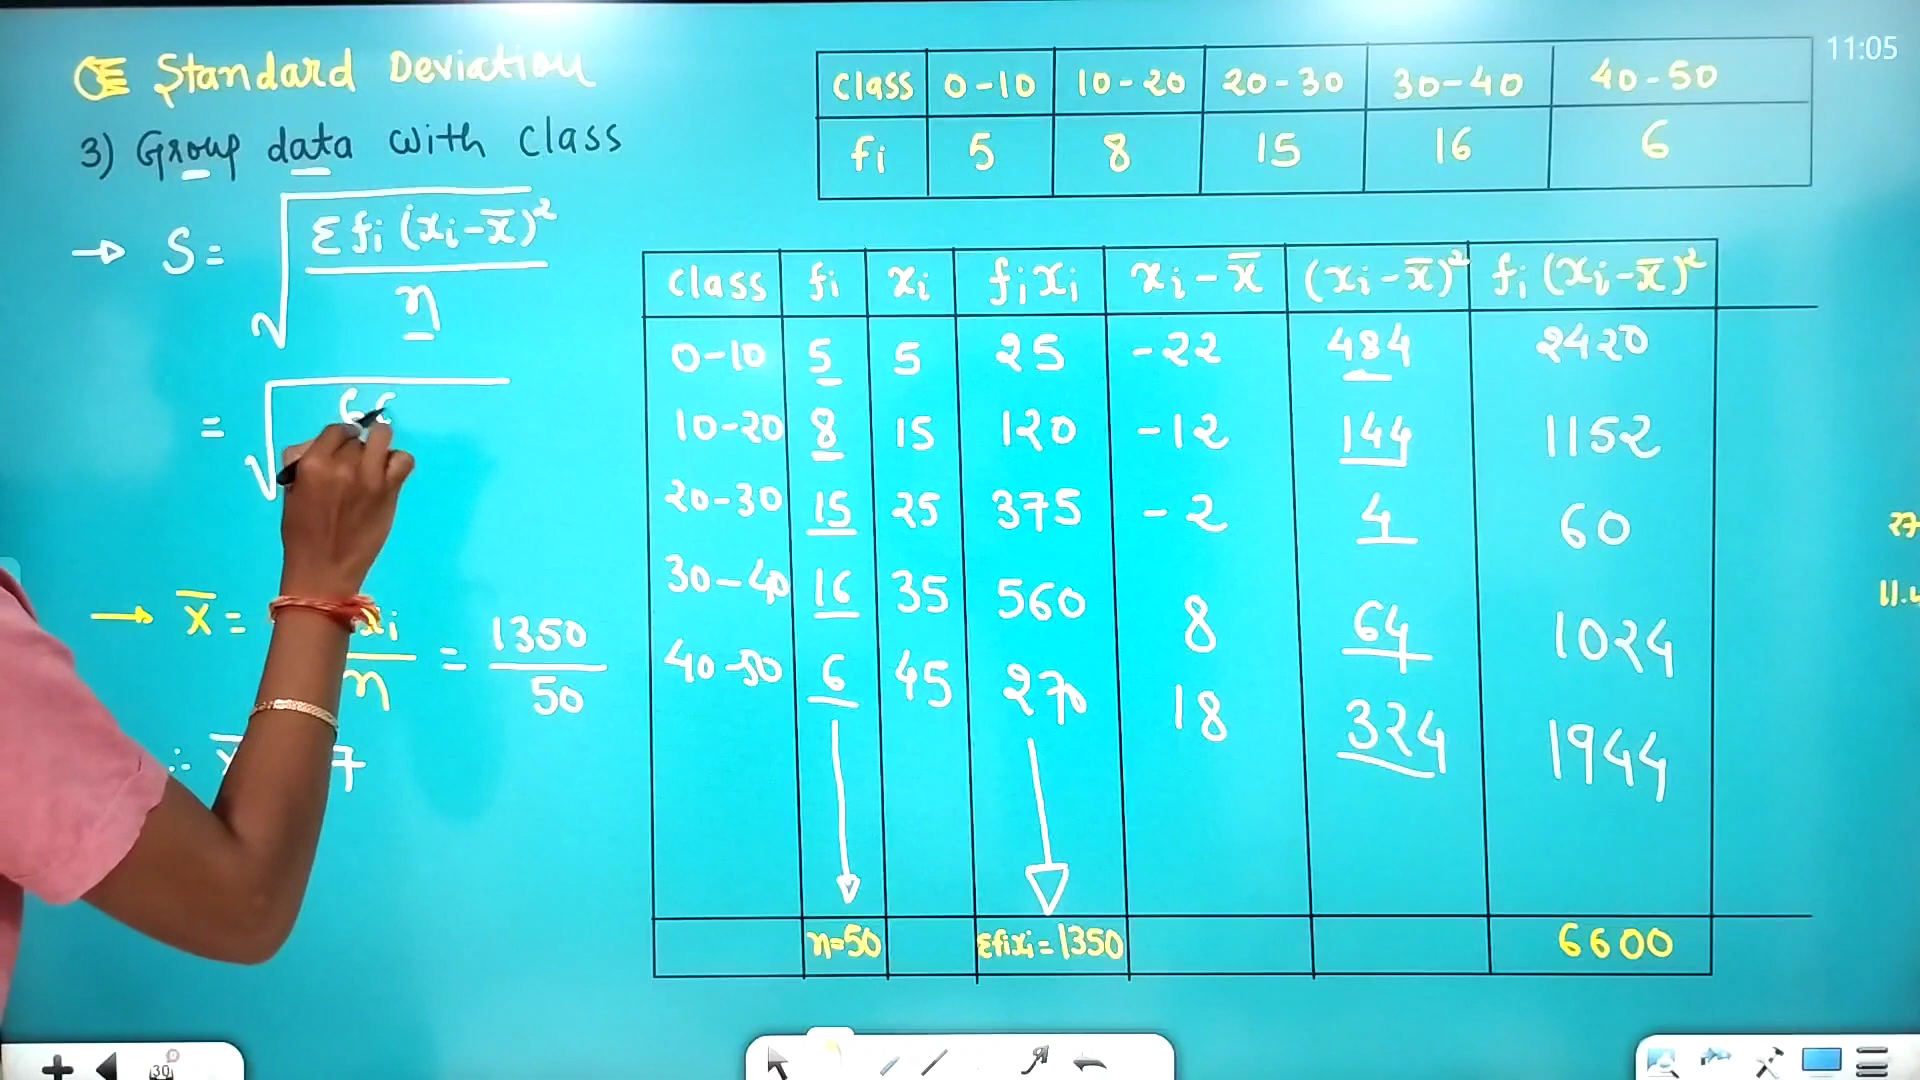 Standard Deviation
3) Group data with class
→ S = √ Σfi (xi-x̄)² / n
= √ 66
→ x̄ = xi / n = 1350 / 50
∴ 7
11:05
class 0-10 10-20 20-30 30-40 40-50
fi 5 8 15 16 6
class fi xi fixi xi-x̄ (xi-x̄)² fi (xi-x̄)²
0-10 5 5 25 -22 484 2420
10-20 8 15 120 -12 144 1152
20-30 15 25 375 -2 4 60
30-40 16 35 560 8 64 1024
40-50 6 45 270 18 324 1944
n=50 Σfixi=1350 6600
27
30